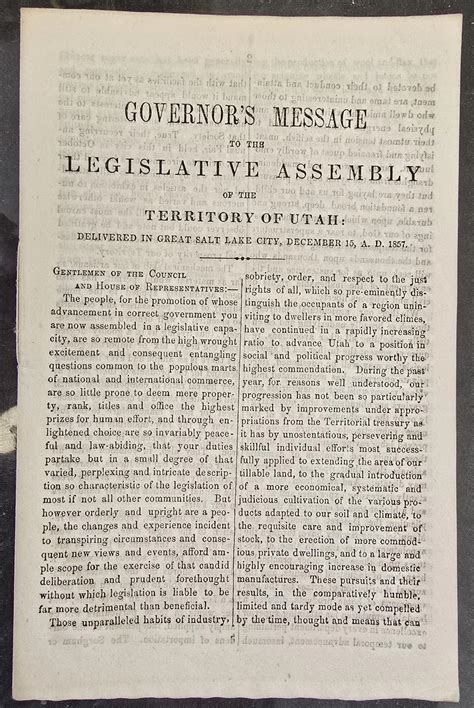 GOVERNOR'S MESSAGE
TO THE
LEGISLATIVE ASSEMBLY
OF THE
TERRITORY OF UTAH:
DELIVERED IN GREAT SALT LAKE CITY, DECEMBER 15, A. D. 1857.
GENTLEMEN OF THE COUNCIL
AND HOUSE OF REPRESENTATIVES:—
The people, for the promotion of whose
advancement in correct government you
are now assembled in a legislative capa-
city, are so remote from the high wrought
excitement and consequent entangling
questions common to the populous marts
of national and international commerce,
are so little prone to deem mere proper-
ty, rank, titles and office the highest
prizes for human effort, and through en-
lightened choice are so invariably peace-
ful and law-abiding, that your duties
partake but in a small degree of that
varied, perplexing and intricate descrip-
tion so characteristic of the legislation of
most if not all other communities. But
however orderly and upright are a peo-
ple, the changes and experience incident
to transpiring circumstances and conse-
quent new views and events, afford am-
ple scope for the exercise of that candid
deliberation and prudent forethought
without which legislation is liable to be
far more detrimental than beneficial.
Those unparalleled habits of industry,
sobriety, order, and respect to the just
rights of all, which so pre-eminently dis-
tinguish the occupants of a region unin-
viting to dwellers in more favored climes,
have continued in a rapidly increasing
ratio to advance Utah to a position in
social and political progress worthy the
highest commendation. During the past
year, for reasons well understood, our
progression has not been so particularly
marked by improvements under appro-
priations from the Territorial treasury as
it has by unostentatious, persevering and
skillful individual efforts most success-
fully applied to extending the area of our
tillable land, to the gradual introduction
of a more economical, systematic and
judicious cultivation of the various pro-
ducts adapted to our soil and climate, to
the requisite care and improvement of
stock, to the erection of more commod-
ious private dwellings, and to a large and
highly encouraging increase in domestic
manufactures. These pursuits and their
results, in the comparatively humble,
limited and tardy mode as yet compelled
by the time, thought and means that can